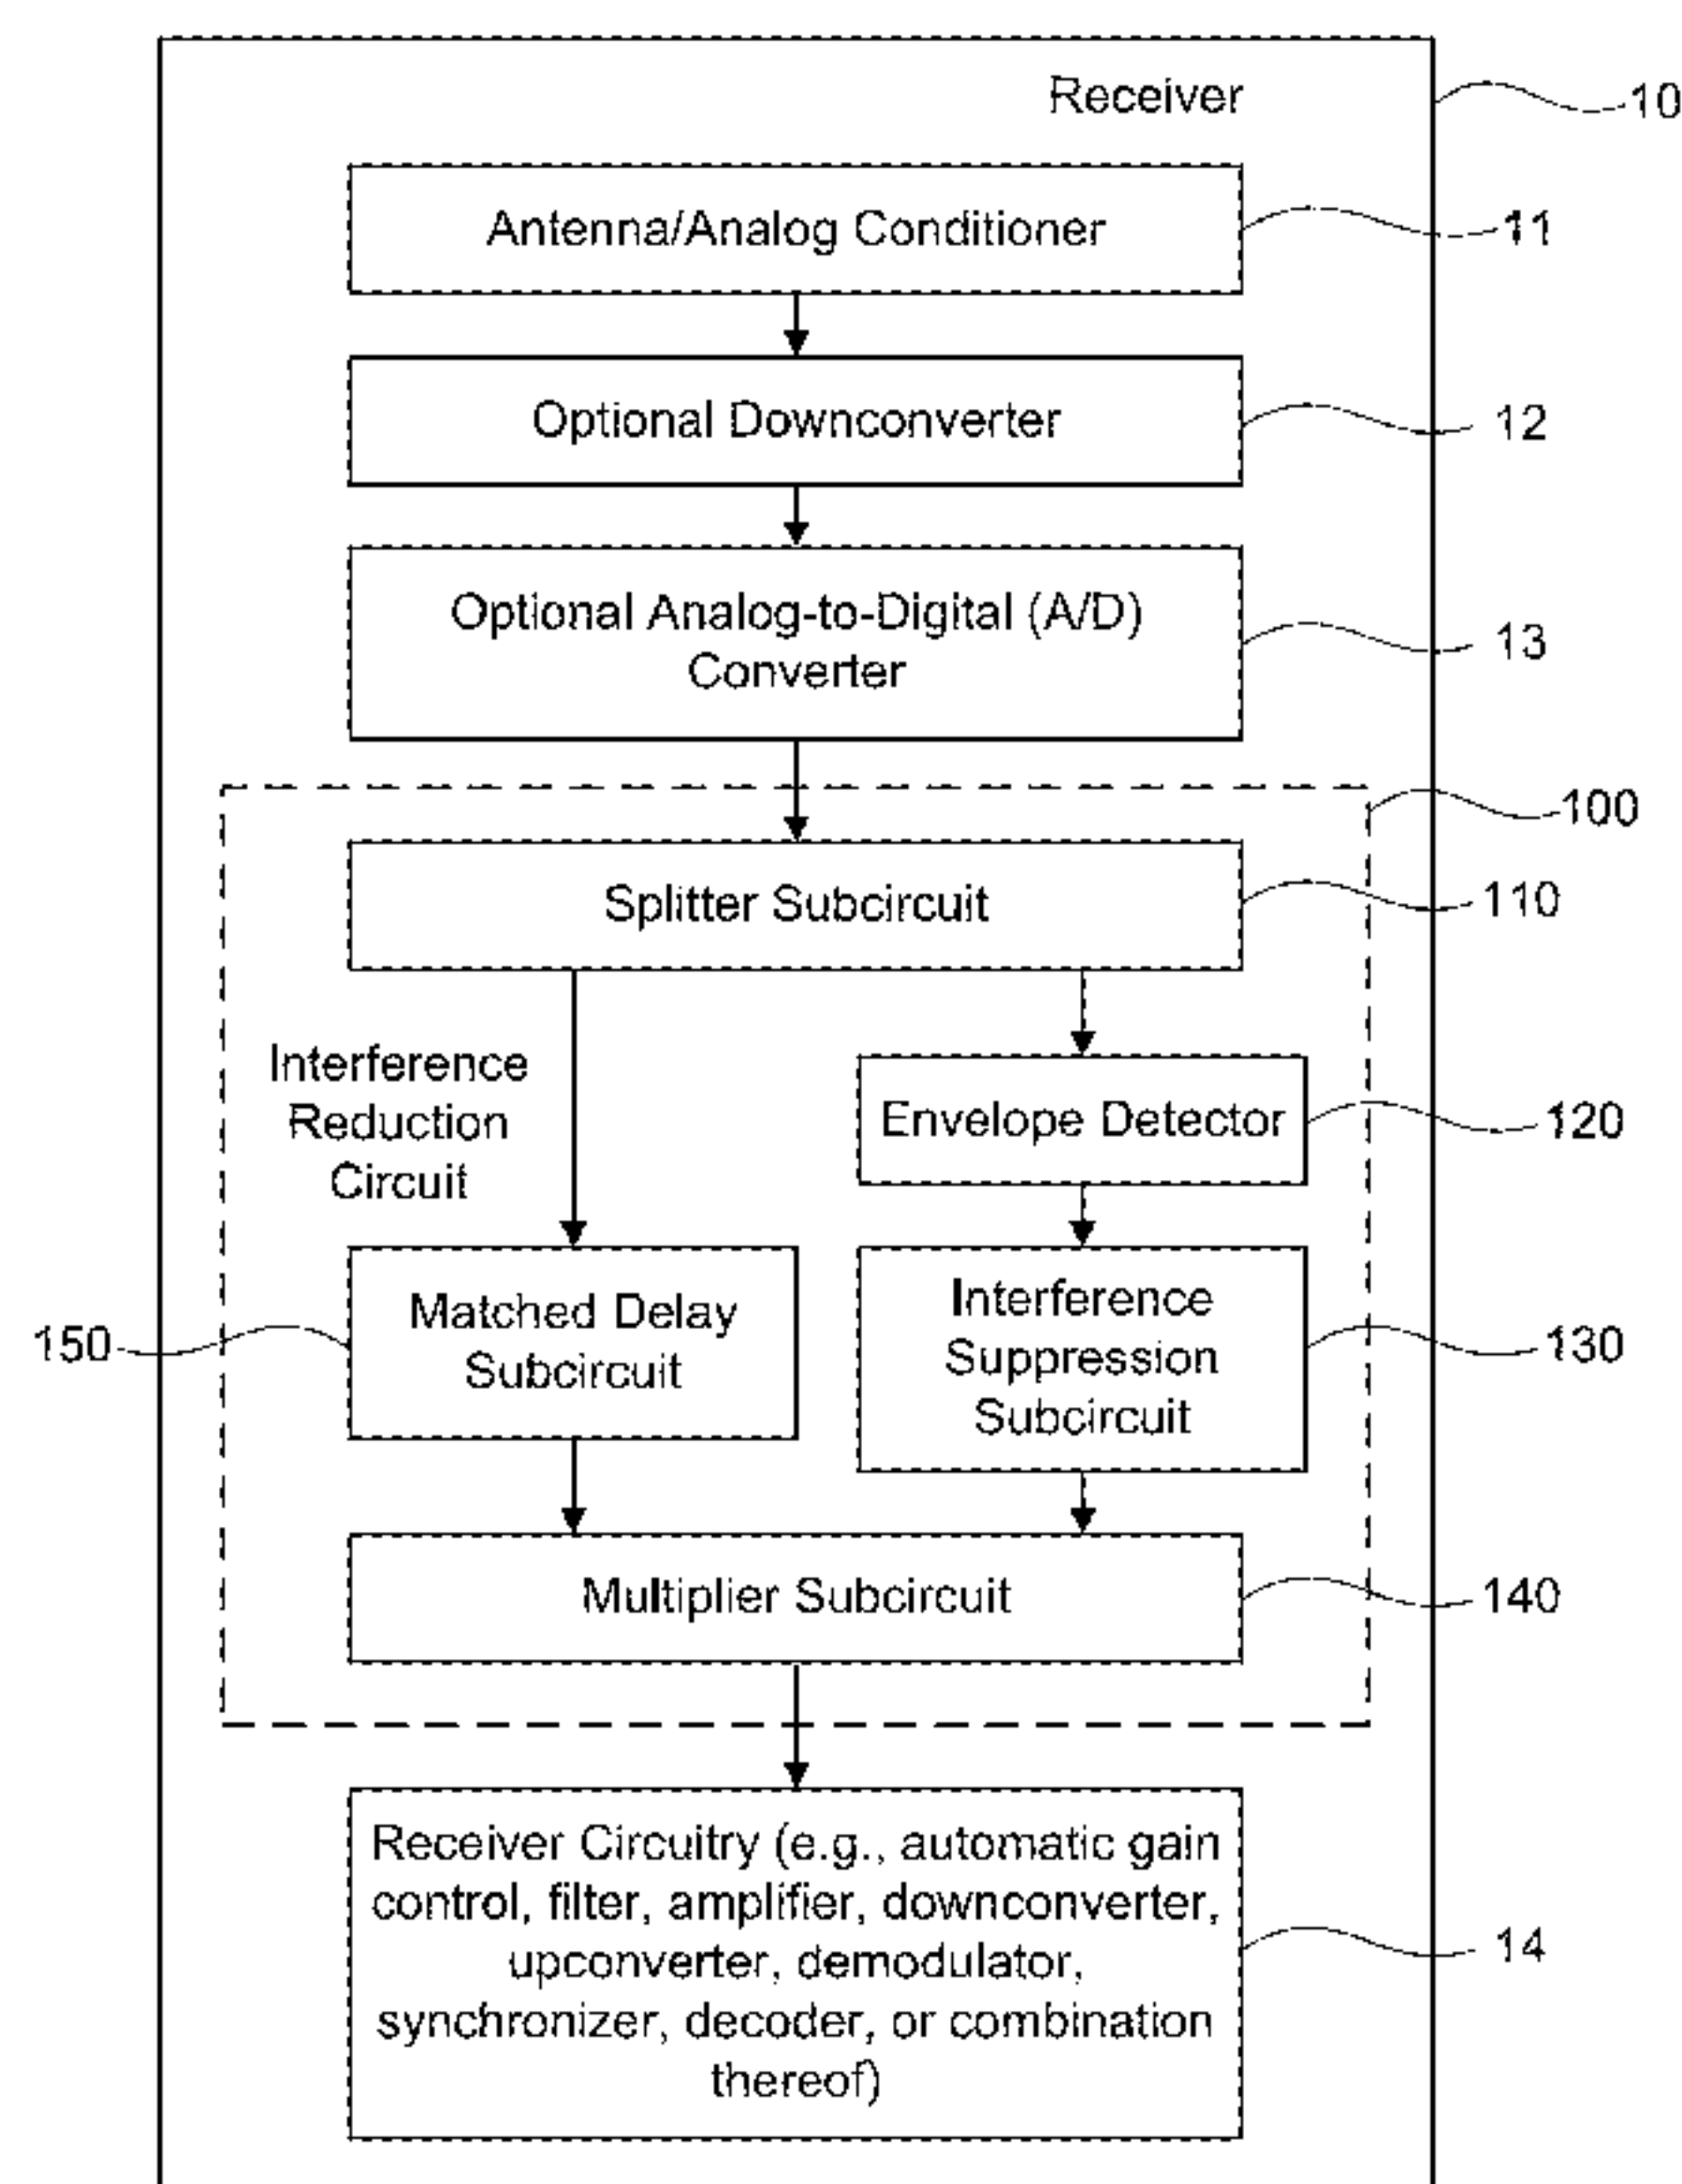 Receiver
10
Antenna/Analog Conditioner
11
Optional Downconverter
12
Optional Analog-to-Digital (A/D)
Converter
13
100
Splitter Subcircuit
110
Interference
Reduction
Circuit
Envelope Detector
120
150
Matched Delay
Subcircuit
Interference
Suppression
Subcircuit
130
Multiplier Subcircuit
140
Receiver Circuitry (e.g., automatic gain
control, filter, amplifier, downconverter,
upconverter, demodulator,
synchronizer, decoder, or combination
thereof)
14